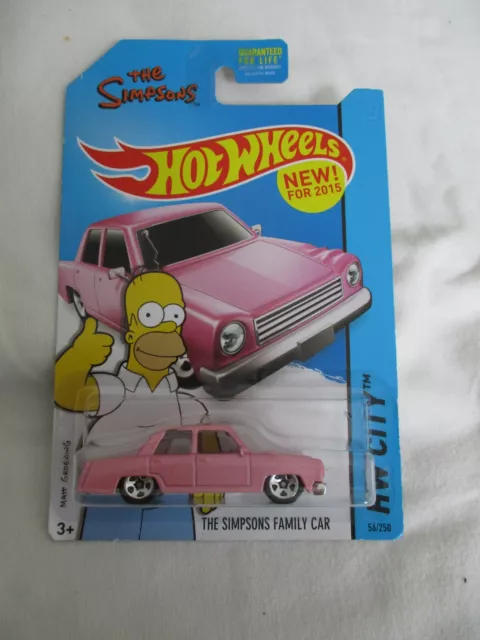 GUARANTEED
FOR LIFE
THE
SIMPSONS™
HOT WHEELS
NEW!
FOR 2015
MATT GROENING
HW CITY™
3+
THE SIMPSONS FAMILY CAR
56/250